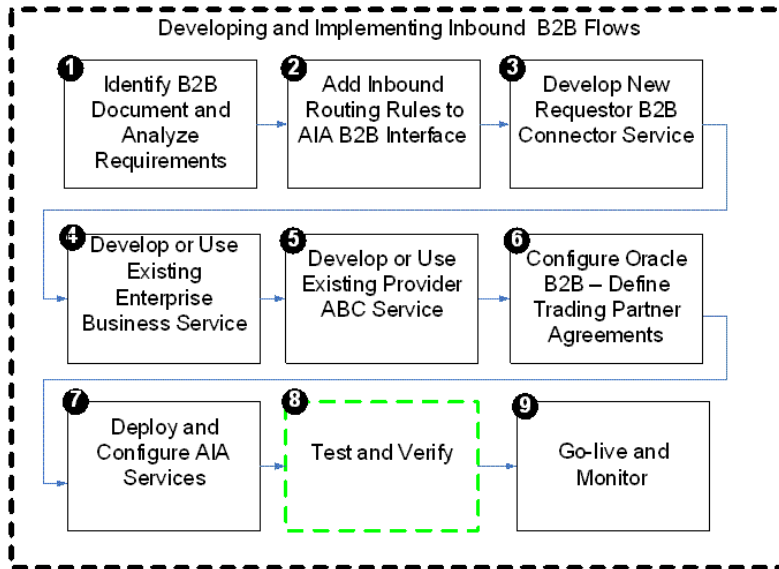 Developing and Implementing Inbound B2B Flows
1
Identify B2B
Document and
Analyze
Requirements
2
Add Inbound
Routing Rules to
AIA B2B Interface
3
Develop New
Requestor B2B
Connector Service
4
Develop or Use
Existing
Enterprise
Business Service
5
Develop or Use
Existing Provider
ABC Service
6
Configure Oracle
B2B – Define
Trading Partner
Agreements
7
Deploy and
Configure AIA
Services
8
Test and Verify
9
Go-live and
Monitor